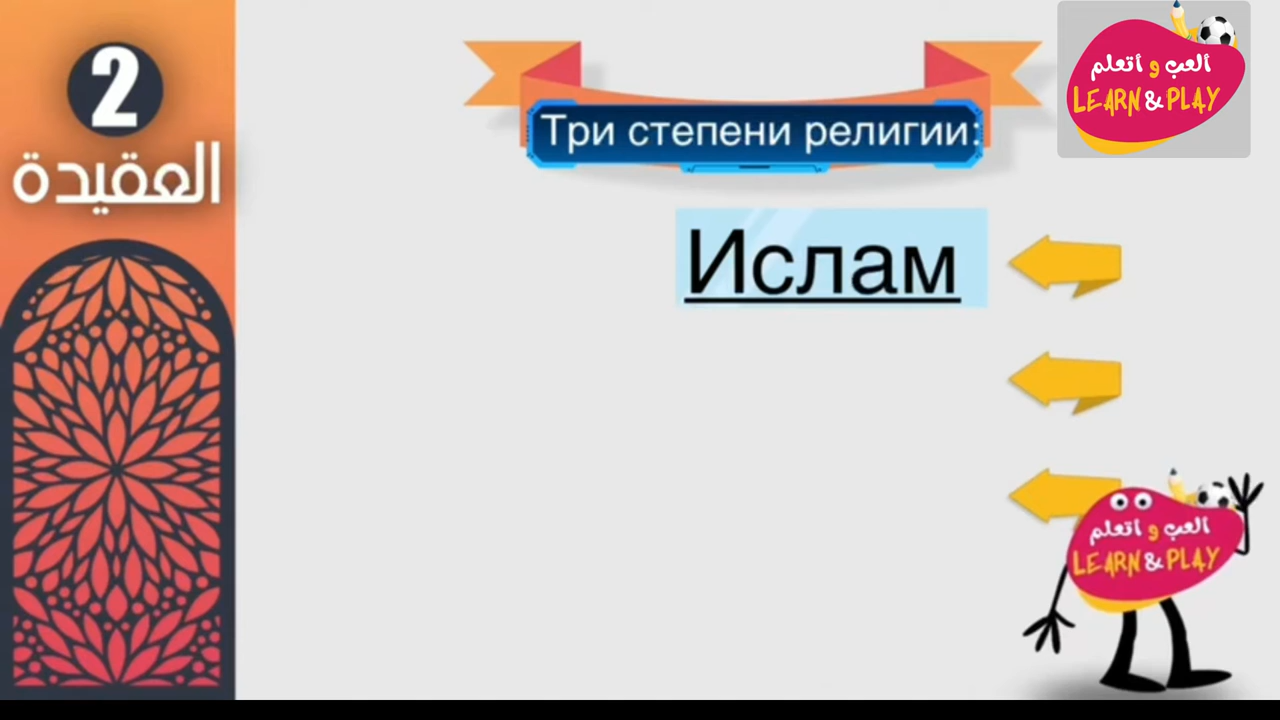 2
العقيدة
Три степени религии:
Ислам
ألعب و أتعلم
LEARN & PLAY
ألعب و أتعلم
LEARN & PLAY